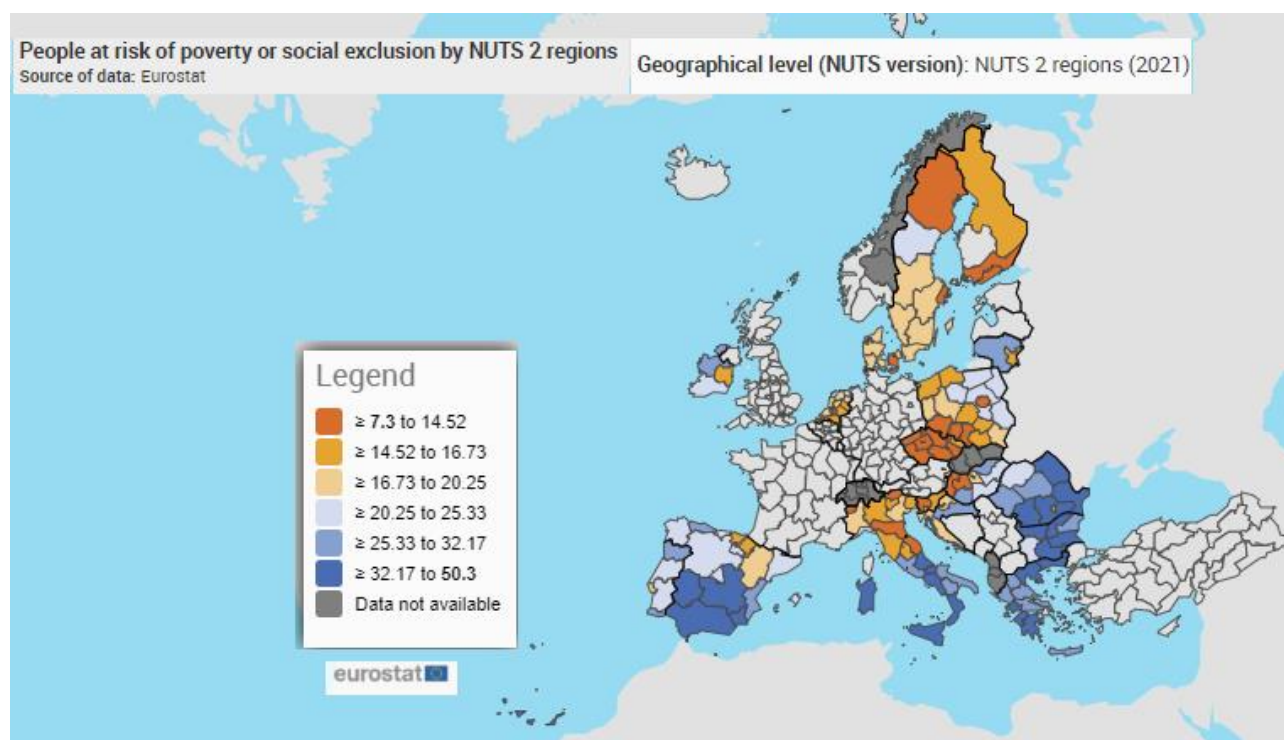 People at risk of poverty or social exclusion by NUTS 2 regions
Source of data: Eurostat
Geographical level (NUTS version): NUTS 2 regions (2021)
Legend
≥ 7.3 to 14.52
≥ 14.52 to 16.73
≥ 16.73 to 20.25
≥ 20.25 to 25.33
≥ 25.33 to 32.17
≥ 32.17 to 50.3
Data not available
eurostat